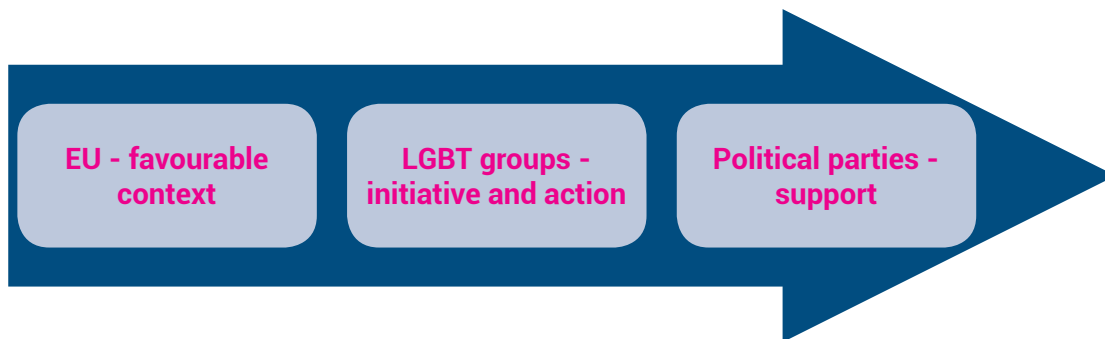 EU - favourable
context
LGBT groups -
initiative and action
Political parties -
support